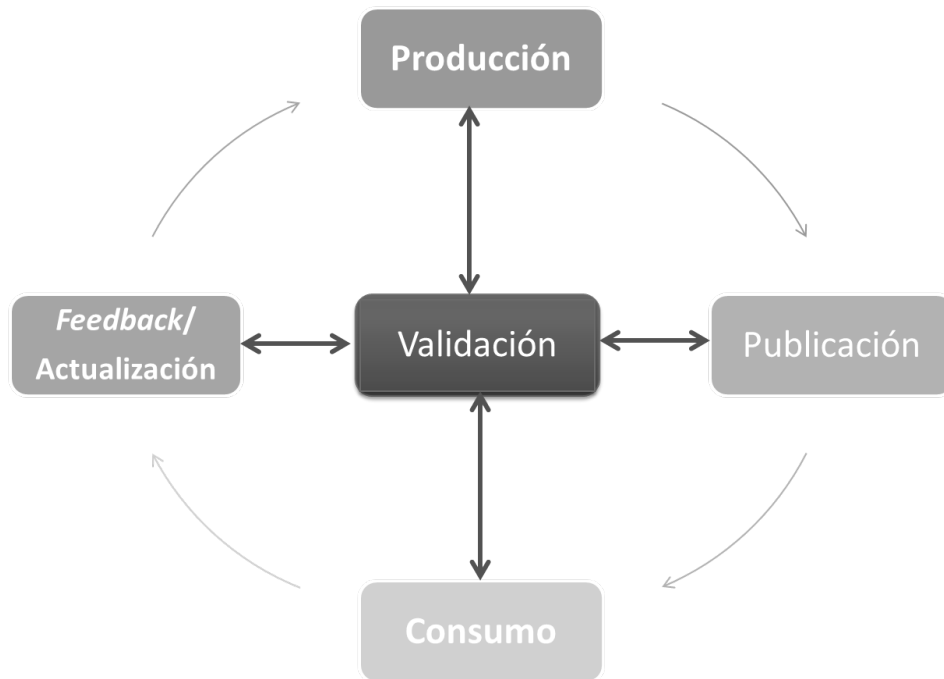 Producción
Feedback/
Actualización
Validación
Publicación
Consumo